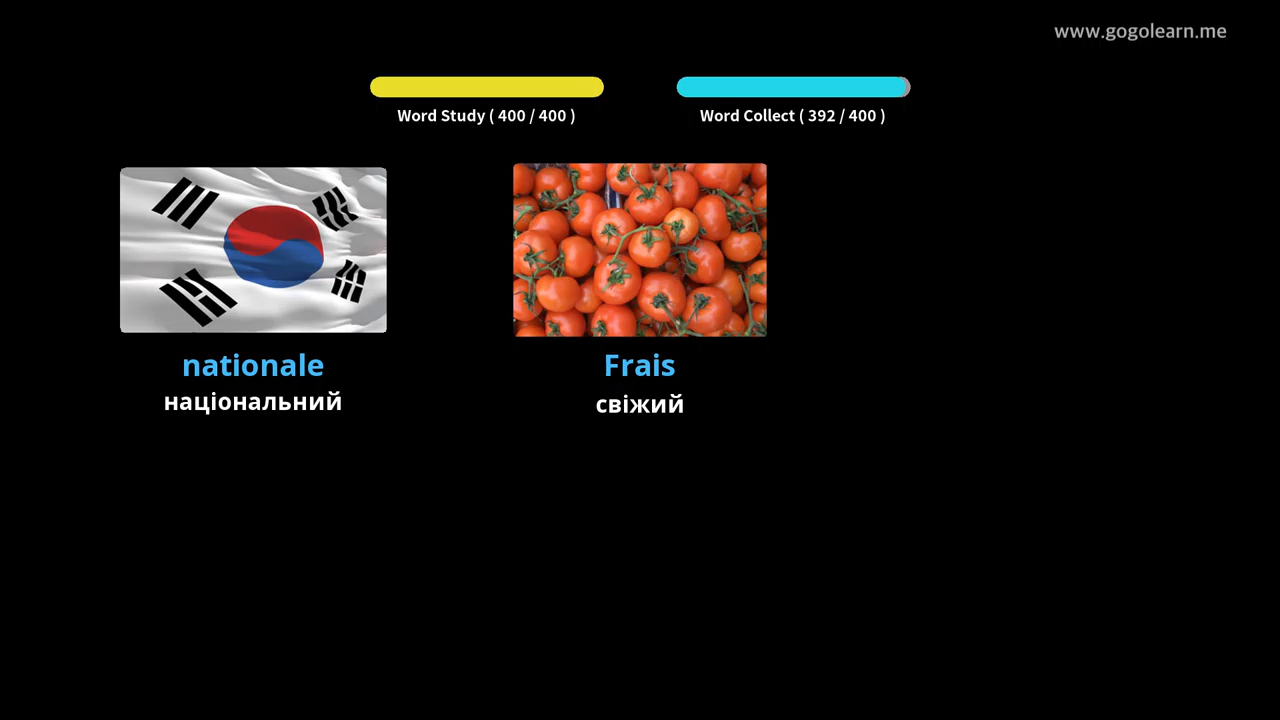 www.gogolearn.me
Word Study ( 400 / 400 )
Word Collect ( 392 / 400 )
nationale
національний
Frais
свіжий